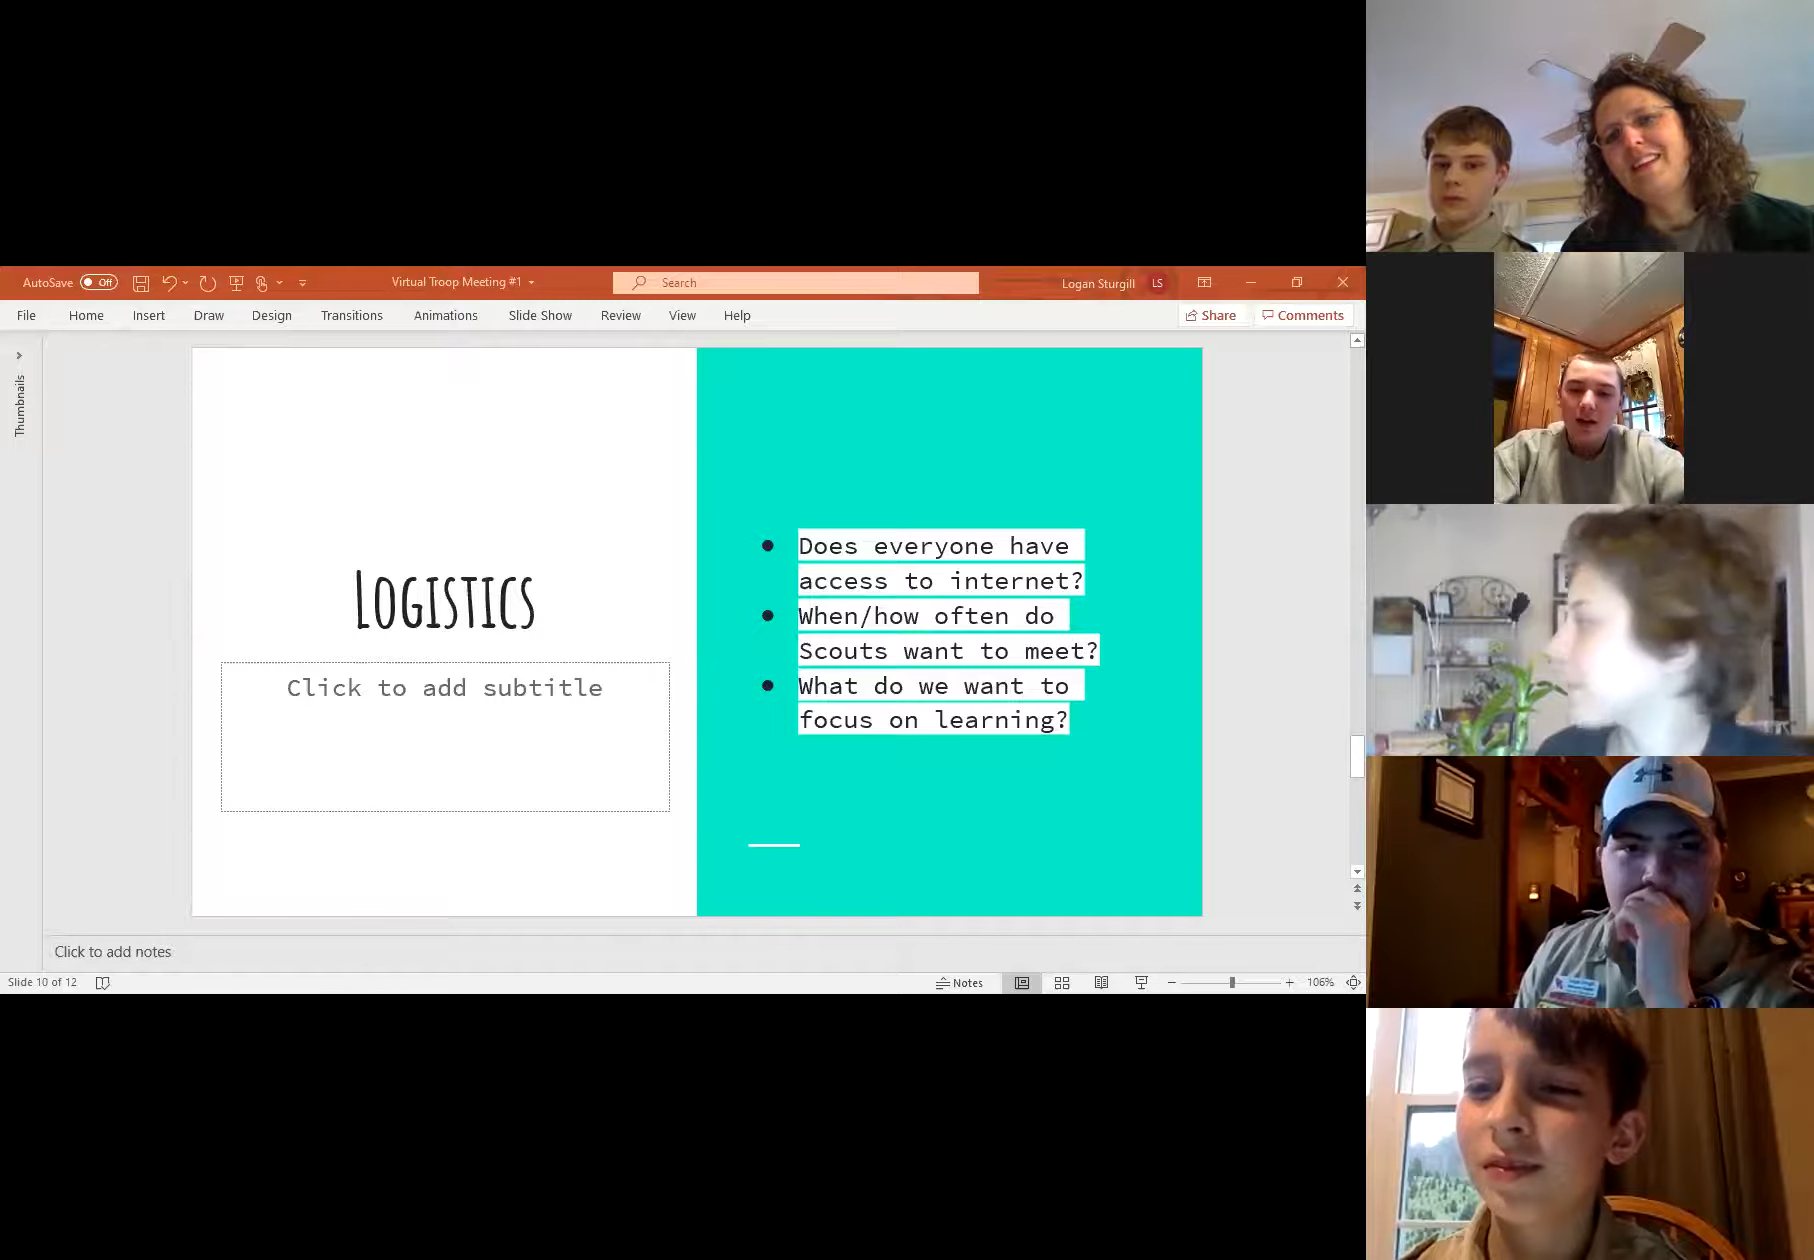 AutoSave Off Virtual Troop Meeting #1 Search Logan Sturgill LS
File Home Insert Draw Design Transitions Animations Slide Show Review View Help Share Comments
Thumbnails
LOGISTICS
Click to add subtitle
• Does everyone have
access to internet?
• When/how often do
Scouts want to meet?
• What do we want to
focus on learning?
Click to add notes
Slide 10 of 12 Notes 106%